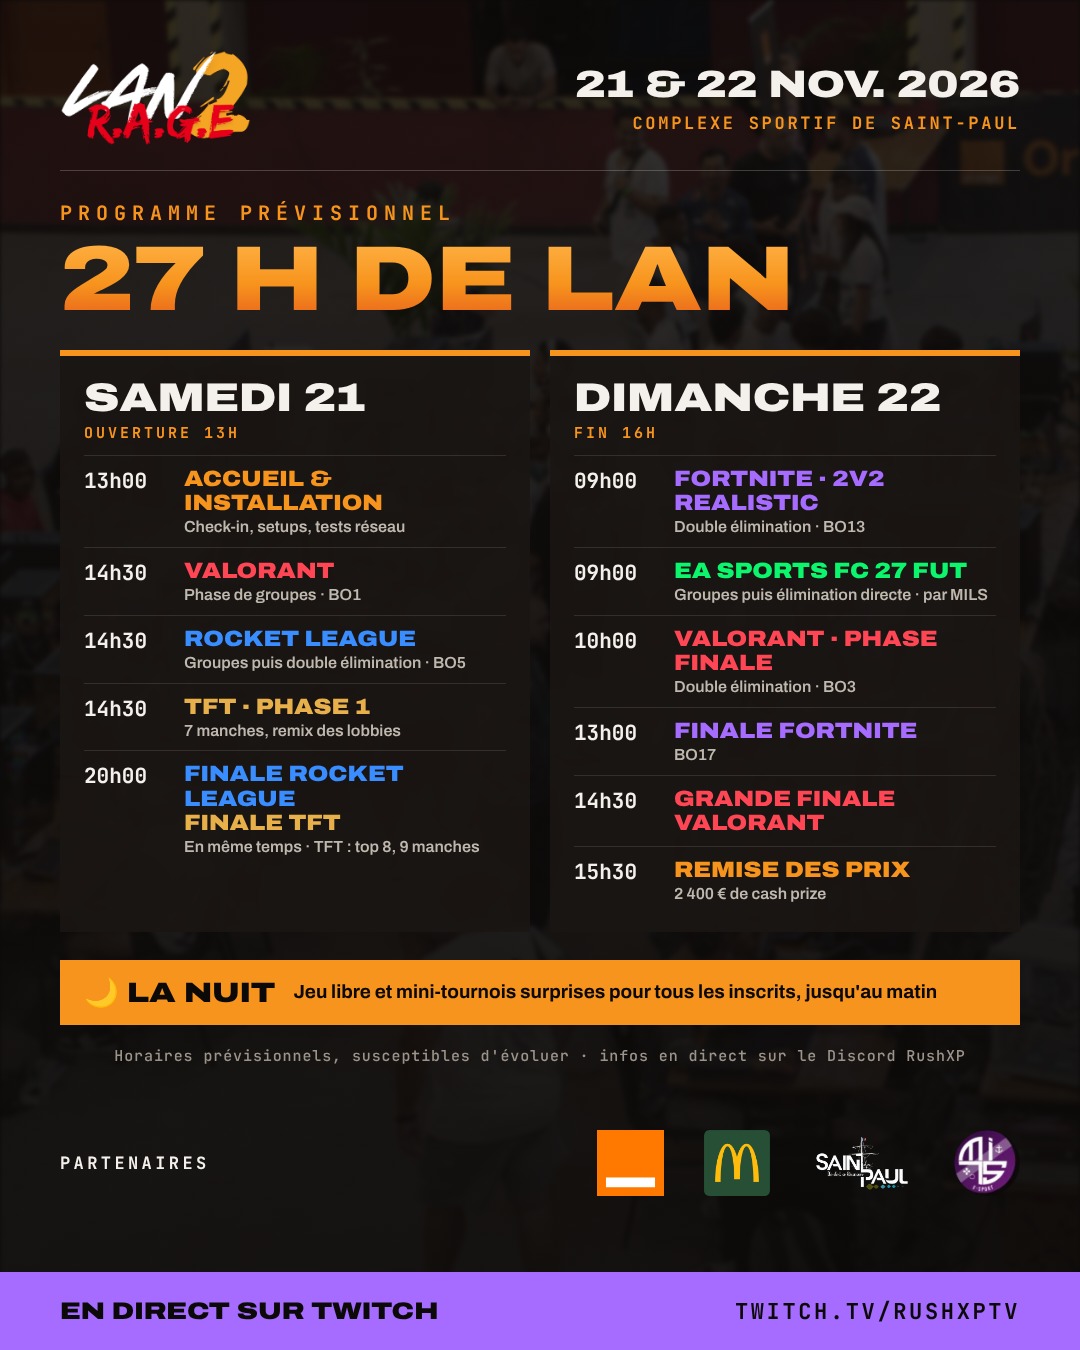 LAN 2
R.A.G.E
21 & 22 NOV. 2026
COMPLEXE SPORTIF DE SAINT-PAUL
Or
PROGRAMME PRÉVISIONNEL
27 H DE LAN
SAMEDI 21
OUVERTURE 13H
13h00 ACCUEIL &
INSTALLATION
Check-in, setups, tests réseau
14h30 VALORANT
Phase de groupes · BO1
14h30 ROCKET LEAGUE
Groupes puis double élimination · BO5
14h30 TFT · PHASE 1
7 manches, remix des lobbies
20h00 FINALE ROCKET
LEAGUE
FINALE TFT
En même temps · TFT : top 8, 9 manches
DIMANCHE 22
FIN 16H
09h00 FORTNITE · 2V2
REALISTIC
Double élimination · BO13
09h00 EA SPORTS FC 27 FUT
Groupes puis élimination directe · par MILS
10h00 VALORANT · PHASE
FINALE
Double élimination · BO3
13h00 FINALE FORTNITE
BO17
14h30 GRANDE FINALE
VALORANT
15h30 REMISE DES PRIX
2 400 € de cash prize
🌙 LA NUIT Jeu libre et mini-tournois surprises pour tous les inscrits, jusqu'au matin
Horaires prévisionnels, susceptibles d'évoluer · infos en direct sur le Discord RushXP
PARTENAIRES
SAINT
PAUL
MILS
EN DIRECT SUR TWITCH
TWITCH.TV/RUSHXPTV